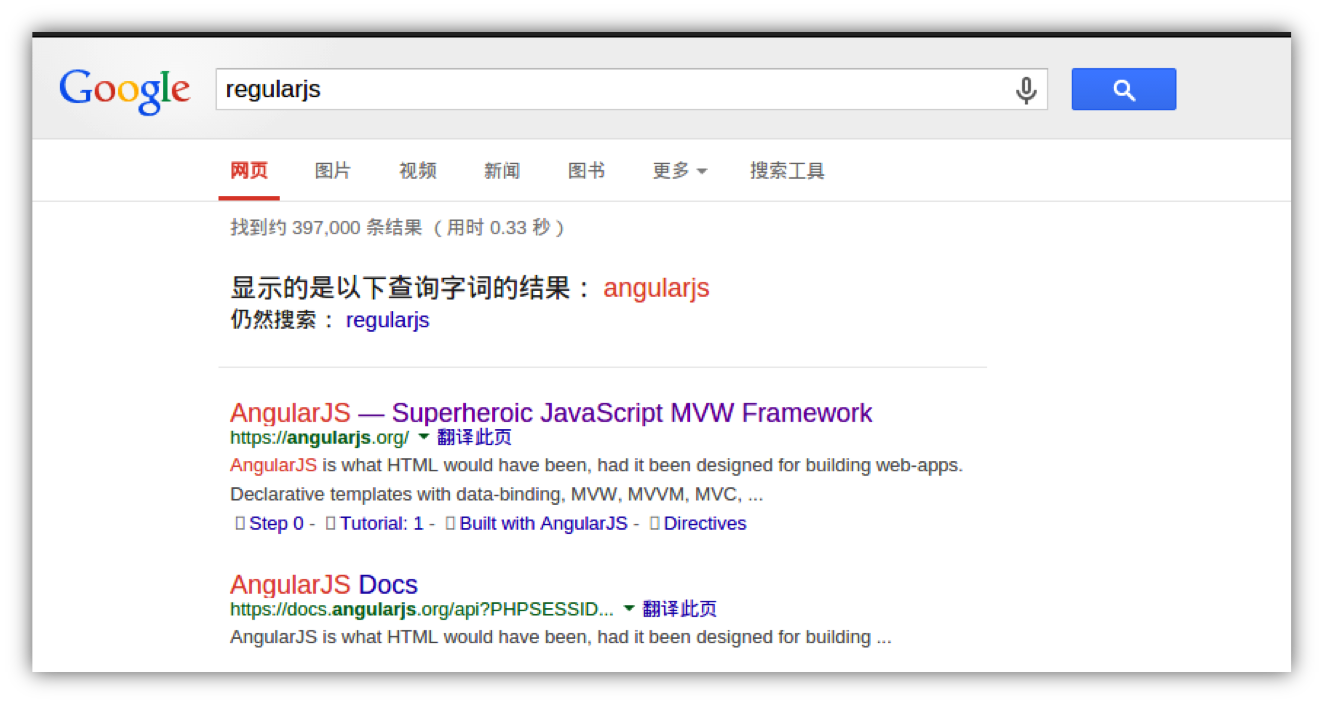 Google regularjs
网页 图片 视频 新闻 图书 更多 搜索工具
找到约 397,000 条结果 （用时 0.33 秒）
显示的是以下查询字词的结果： angularjs
仍然搜索： regularjs
AngularJS — Superheroic JavaScript MVW Framework
https://angularjs.org/ 翻译此页
AngularJS is what HTML would have been, had it been designed for building web-apps.
Declarative templates with data-binding, MVW, MVVM, MVC, ...
Step 0 - Tutorial: 1 - Built with AngularJS - Directives
AngularJS Docs
https://docs.angularjs.org/api?PHPSESSID... 翻译此页
AngularJS is what HTML would have been, had it been designed for building ...